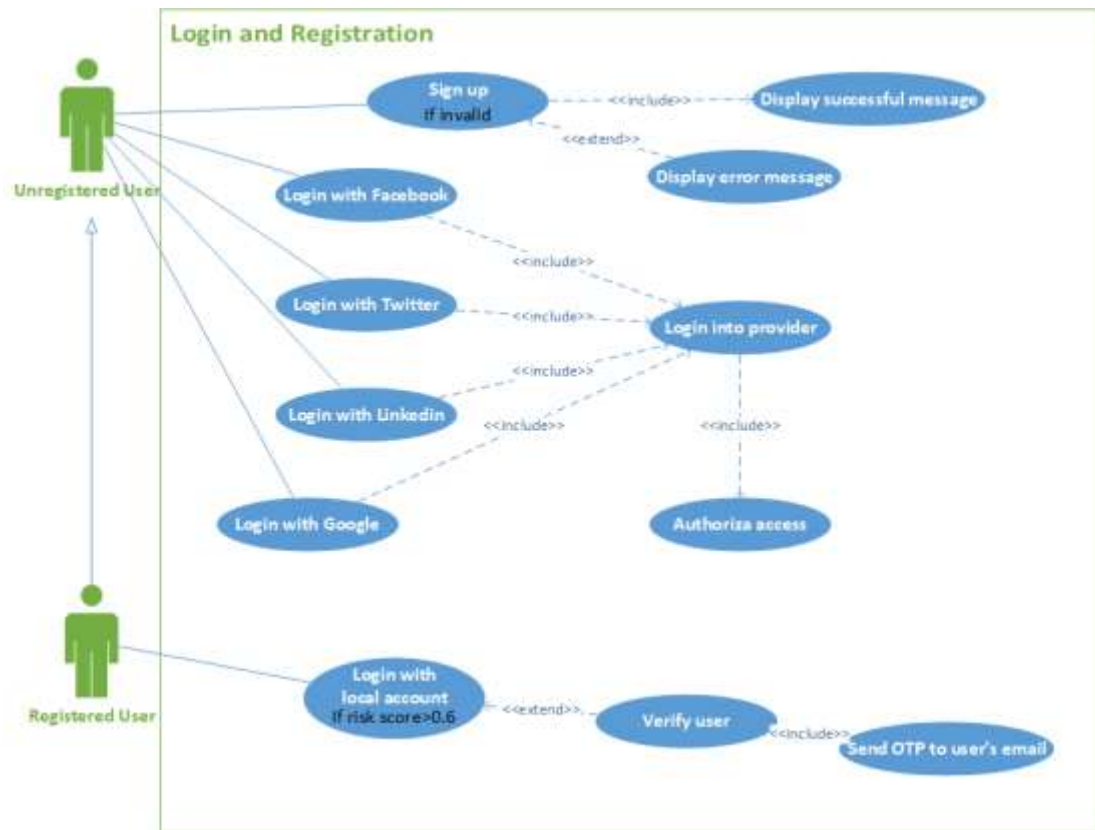 Login and Registration
Sign up
If invalid
<<include>>
Display successful message
<<extend>>
Display error message
Unregistered User
Login with Facebook
<<include>>
Login with Twitter
<<include>>
Login into provider
<<include>>
Login with Linkedin
<<include>>
<<include>>
Login with Google
Authoriza access
Registered User
Login with
local account
If risk score>0.6
<<extend>>
Verify user
<<include>>
Send OTP to user's email